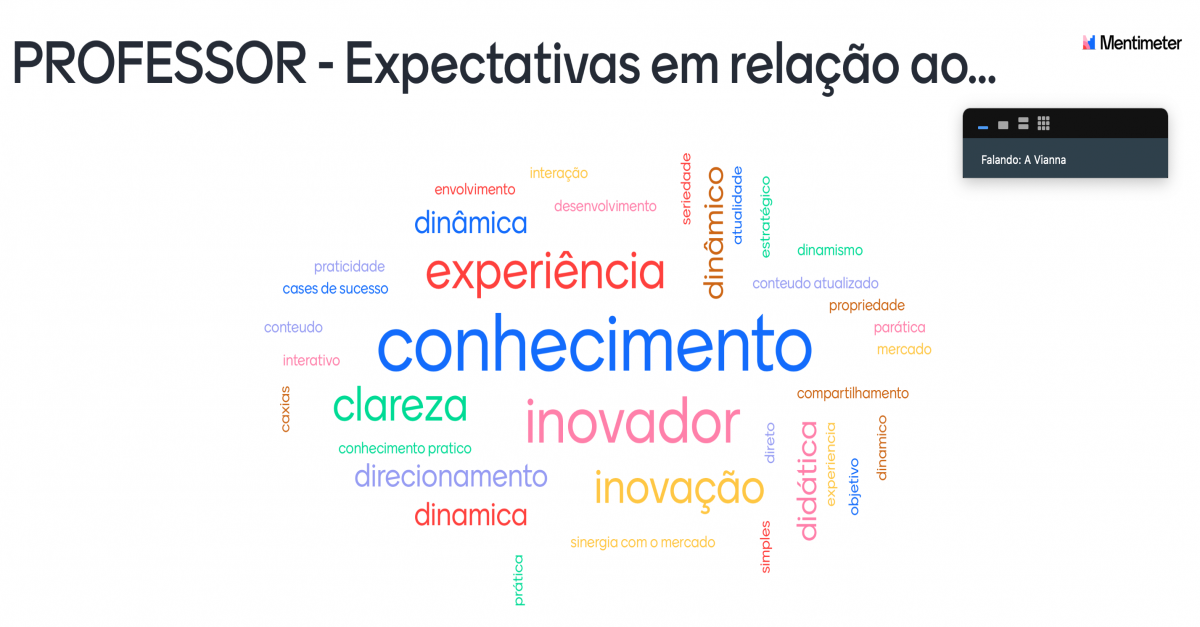 PROFESSOR - Expectativas em relação ao...
Mentimeter
Falando: A Vianna
interação
envolvimento
desenvolvimento
dinâmica
seriedade
dinâmico
atualidade
estratégico
dinamismo
praticidade
experiência
cases de sucesso
conteudo atualizado
propriedade
conteudo
conhecimento
parática
mercado
interativo
caxias
clareza
inovador
compartilhamento
conhecimento pratico
direto
didática
experiencia
objetivo
dinamico
direcionamento
inovação
dinamica
sinergia com o mercado
simples
prática